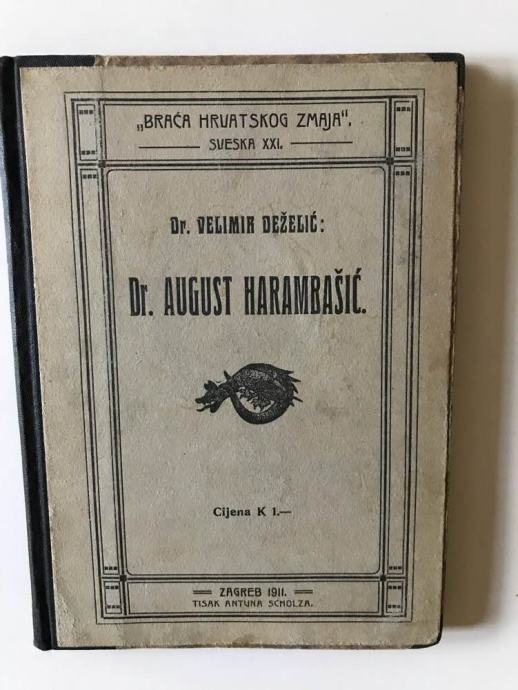 „BRAĆA HRVATSKOG ZMAJA“.
SVESKA XXI.
Dr. VELIMIR DEŽELIĆ:
Dr. AUGUST HARAMBAŠIĆ.
Cijena K 1.—
ZAGREB 1911.
TISAK ANTUNA SCHOLZA.